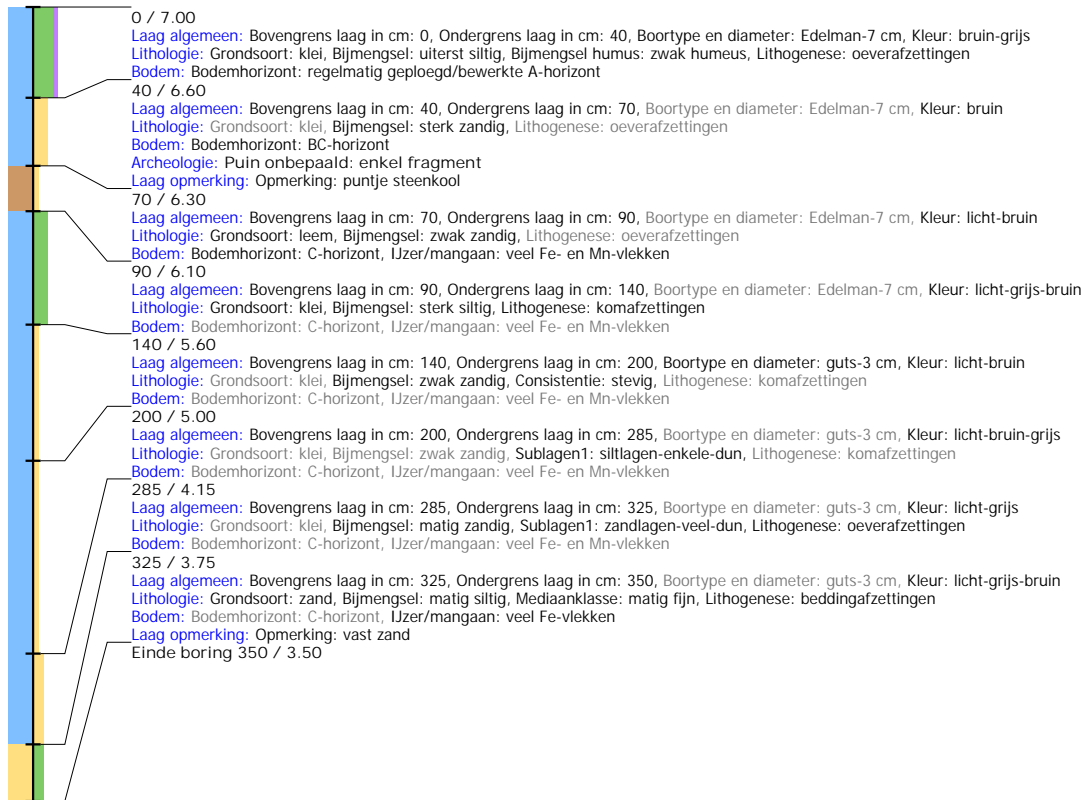 0 / 7.00
Laag algemeen: Bovengrens laag in cm: 0, Ondergrens laag in cm: 40, Boortype en diameter: Edelman-7 cm, Kleur: bruin-grijs
Lithologie: Grondsoort: klei, Bijmengsel: uiterst siltig, Bijmengsel humus: zwak humeus, Lithogenese: oeverafzettingen
Bodem: Bodemhorizont: regelmatig geploegd/bewerkte A-horizont
40 / 6.60
Laag algemeen: Bovengrens laag in cm: 40, Ondergrens laag in cm: 70, Boortype en diameter: Edelman-7 cm, Kleur: bruin
Lithologie: Grondsoort: klei, Bijmengsel: sterk zandig, Lithogenese: oeverafzettingen
Bodem: Bodemhorizont: BC-horizont
Archeologie: Puin onbepaald: enkel fragment
Laag opmerking: Opmerking: puntje steenkool
70 / 6.30
Laag algemeen: Bovengrens laag in cm: 70, Ondergrens laag in cm: 90, Boortype en diameter: Edelman-7 cm, Kleur: licht-bruin
Lithologie: Grondsoort: leem, Bijmengsel: zwak zandig, Lithogenese: oeverafzettingen
Bodem: Bodemhorizont: C-horizont, IJzer/mangaan: veel Fe- en Mn-vlekken
90 / 6.10
Laag algemeen: Bovengrens laag in cm: 90, Ondergrens laag in cm: 140, Boortype en diameter: Edelman-7 cm, Kleur: licht-grijs-bruin
Lithologie: Grondsoort: klei, Bijmengsel: sterk siltig, Lithogenese: komafzettingen
Bodem: Bodemhorizont: C-horizont, IJzer/mangaan: veel Fe- en Mn-vlekken
140 / 5.60
Laag algemeen: Bovengrens laag in cm: 140, Ondergrens laag in cm: 200, Boortype en diameter: guts-3 cm, Kleur: licht-bruin
Lithologie: Grondsoort: klei, Bijmengsel: zwak zandig, Consistentie: stevig, Lithogenese: komafzettingen
Bodem: Bodemhorizont: C-horizont, IJzer/mangaan: veel Fe- en Mn-vlekken
200 / 5.00
Laag algemeen: Bovengrens laag in cm: 200, Ondergrens laag in cm: 285, Boortype en diameter: guts-3 cm, Kleur: licht-bruin-grijs
Lithologie: Grondsoort: klei, Bijmengsel: zwak zandig, Sublagen1: siltlagen-enkele-dun, Lithogenese: komafzettingen
Bodem: Bodemhorizont: C-horizont, IJzer/mangaan: veel Fe- en Mn-vlekken
285 / 4.15
Laag algemeen: Bovengrens laag in cm: 285, Ondergrens laag in cm: 325, Boortype en diameter: guts-3 cm, Kleur: licht-grijs
Lithologie: Grondsoort: klei, Bijmengsel: matig zandig, Sublagen1: zandlagen-veel-dun, Lithogenese: oeverafzettingen
Bodem: Bodemhorizont: C-horizont, IJzer/mangaan: veel Fe- en Mn-vlekken
325 / 3.75
Laag algemeen: Bovengrens laag in cm: 325, Ondergrens laag in cm: 350, Boortype en diameter: guts-3 cm, Kleur: licht-grijs-bruin
Lithologie: Grondsoort: zand, Bijmengsel: matig siltig, Mediaanklasse: matig fijn, Lithogenese: beddingafzettingen
Bodem: Bodemhorizont: C-horizont, IJzer/mangaan: veel Fe-vlekken
Laag opmerking: Opmerking: vast zand
Einde boring 350 / 3.50